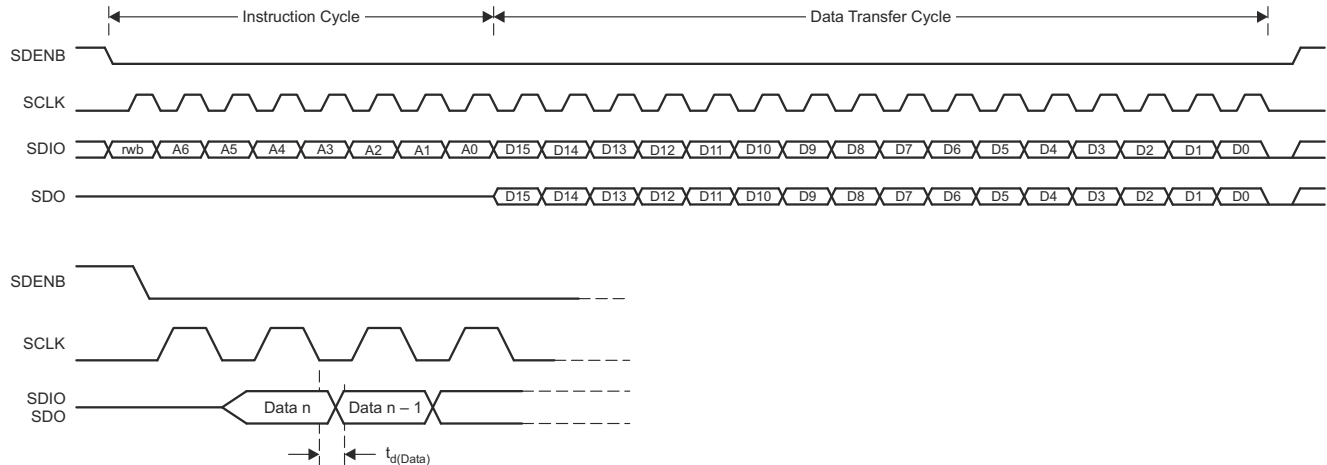 Instruction Cycle Data Transfer Cycle
SDENB
SCLK
SDIO rwb A6 A5 A4 A3 A2 A1 A0 D15 D14 D13 D12 D11 D10 D9 D8 D7 D6 D5 D4 D3 D2 D1 D0
SDO D15 D14 D13 D12 D11 D10 D9 D8 D7 D6 D5 D4 D3 D2 D1 D0
SDENB
SCLK
SDIO
SDO
Data n Data n – 1
td(Data)